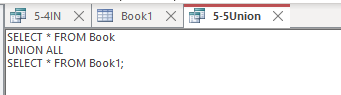 5-4IN Book1 5-5Union
SELECT * FROM Book
UNION ALL
SELECT * FROM Book1;